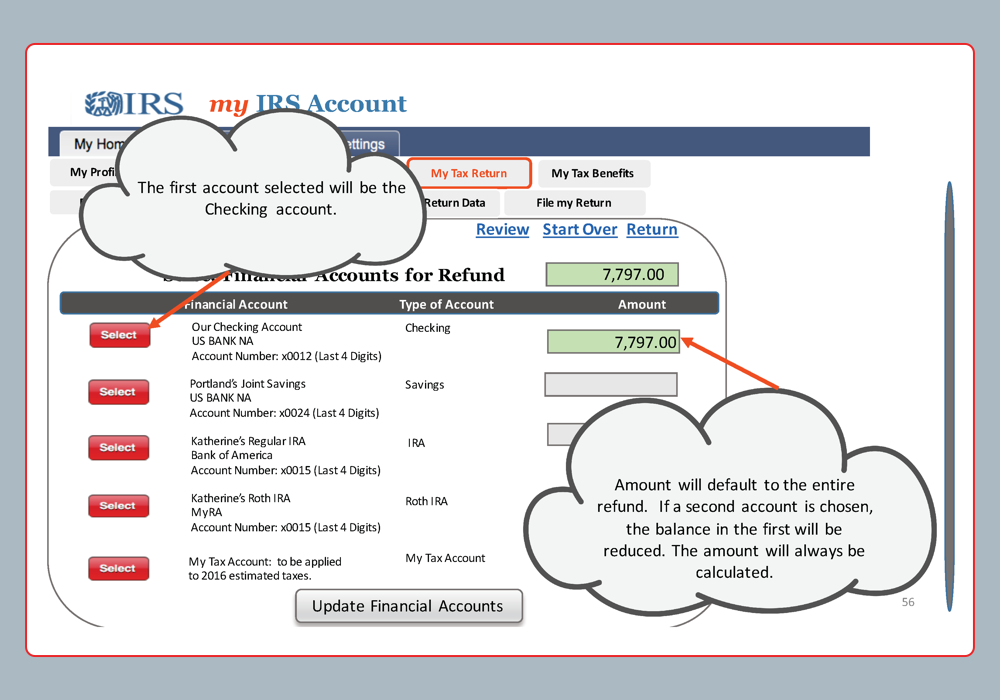 IRS my IRS Account
My Hom ettings
My Profi My Tax Return My Tax Benefits
Return Data File my Return
The first account selected will be the
Checking account.
Review Start Over Return
Financial Accounts for Refund 7,797.00
Financial Account Type of Account Amount
Select Our Checking Account Checking
US BANK NA 7,797.00
Account Number: x0012 (Last 4 Digits)
Select Portland's Joint Savings Savings
US BANK NA
Account Number: x0024 (Last 4 Digits)
Select Katherine's Regular IRA IRA
Bank of America
Account Number: x0015 (Last 4 Digits)
Select Katherine's Roth IRA Roth IRA
MyRA
Account Number: x0015 (Last 4 Digits)
Select My Tax Account: to be applied My Tax Account
to 2016 estimated taxes.
Update Financial Accounts
Amount will default to the entire
refund. If a second account is chosen,
the balance in the first will be
reduced. The amount will always be
calculated.
56